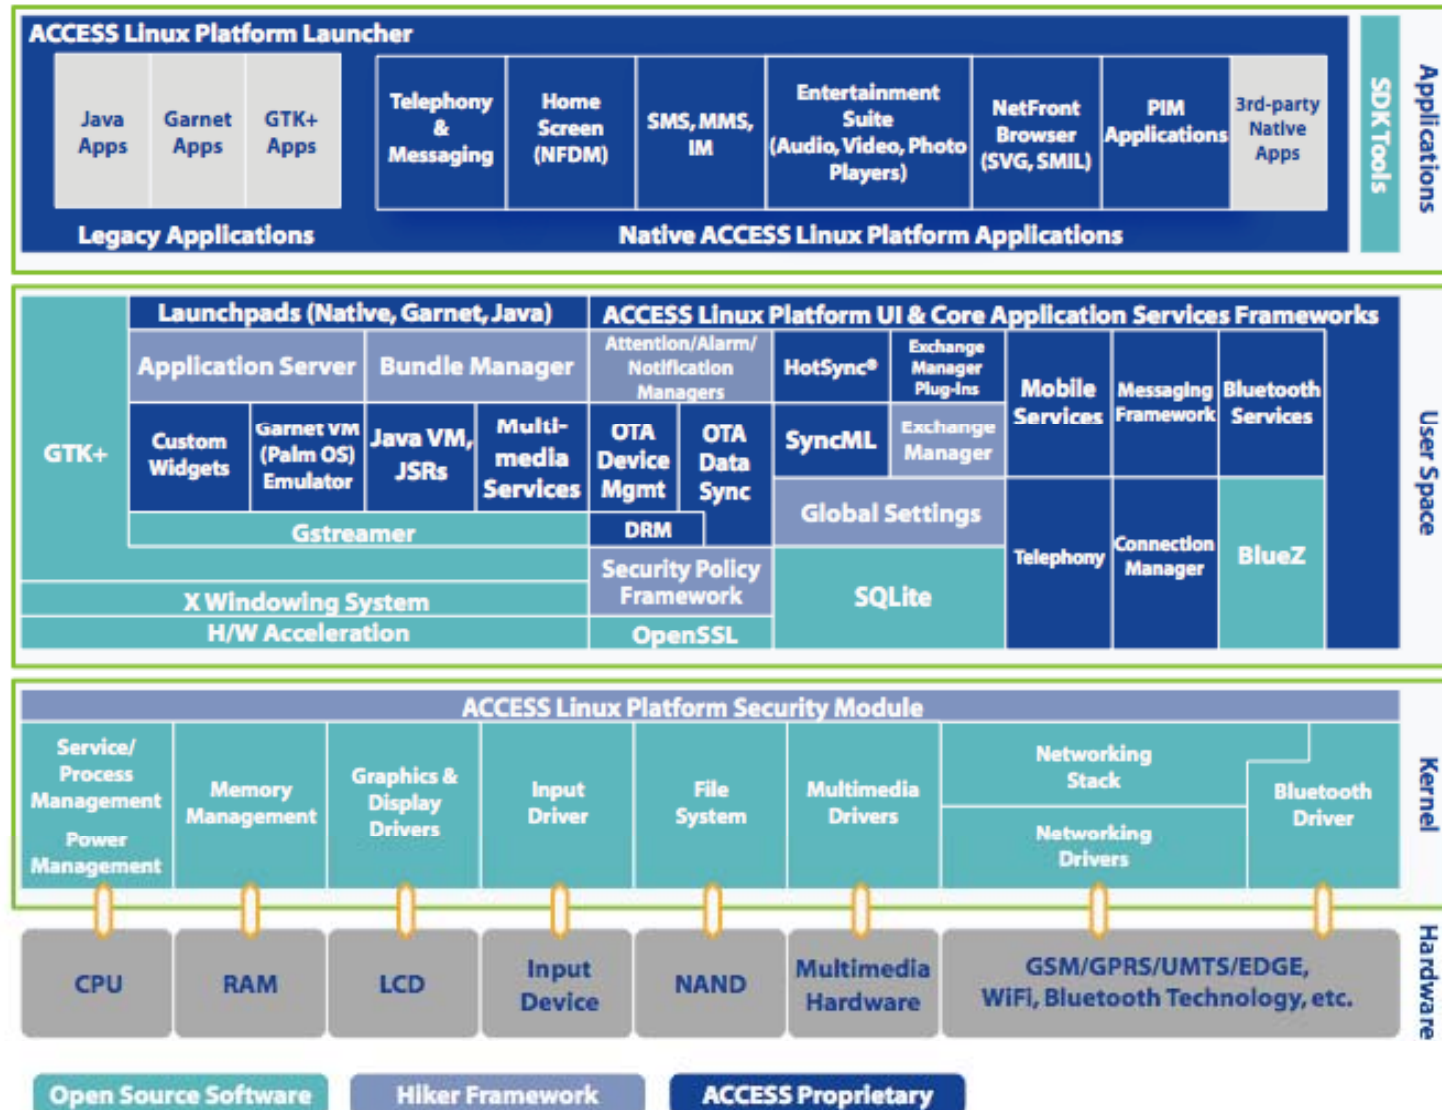 ACCESS Linux Platform Launcher
Java
Apps
Garnet
Apps
GTK+
Apps
Legacy Applications
Telephony
&
Messaging
Home
Screen
(NFDM)
SMS, MMS,
IM
Entertainment
Suite
(Audio, Video, Photo
Players)
NetFront
Browser
(SVG, SMIL)
PIM
Applications
3rd-party
Native
Apps
Native ACCESS Linux Platform Applications
SDK Tools
Applications
GTK+
Launchpads (Native, Garnet, Java)
Application Server
Bundle Manager
Custom
Widgets
Garnet VM
(Palm OS)
Emulator
Java VM,
JSRs
Multi-
media
Services
Gstreamer
X Windowing System
H/W Acceleration
ACCESS Linux Platform UI & Core Application Services Frameworks
Attention/Alarm/
Notification
Managers
HotSync®
Exchange
Manager
Plug-Ins
Mobile
Services
Messaging
Framework
Bluetooth
Services
OTA
Device
Mgmt
OTA
Data
Sync
SyncML
Exchange
Manager
DRM
Global Settings
Security Policy
Framework
SQLite
OpenSSL
Telephony
Connection
Manager
BlueZ
User Space
ACCESS Linux Platform Security Module
Service/
Process
Management
Power
Management
Memory
Management
Graphics &
Display
Drivers
Input
Driver
File
System
Multimedia
Drivers
Networking
Stack
Networking
Drivers
Bluetooth
Driver
Kernel
CPU
RAM
LCD
Input
Device
NAND
Multimedia
Hardware
GSM/GPRS/UMTS/EDGE,
WiFi, Bluetooth Technology, etc.
Hardware
Open Source Software
Hiker Framework
ACCESS Proprietary